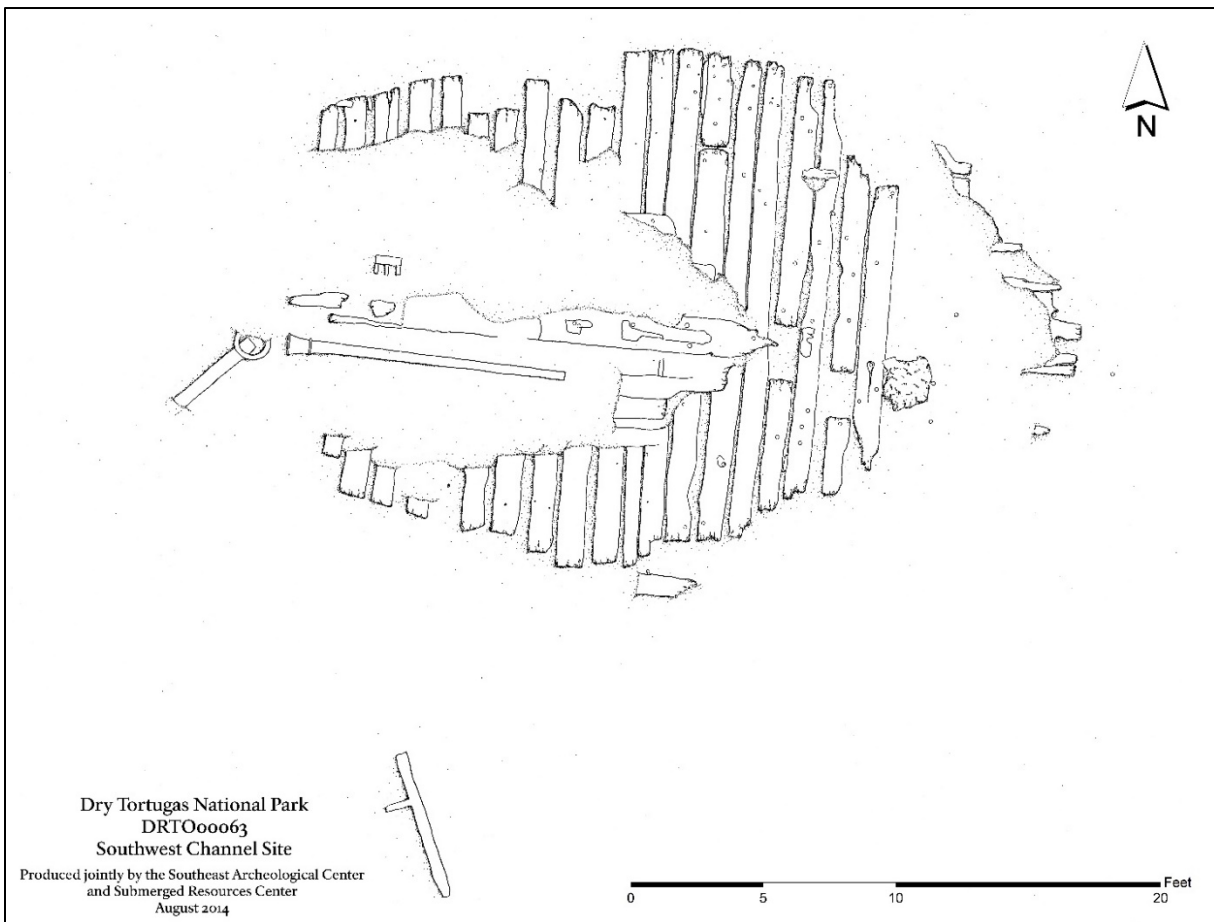 N
Dry Tortugas National Park
DRTO00063
Southwest Channel Site
Produced jointly by the Southeast Archeological Center
and Submerged Resources Center
August 2014
Feet
0 5 10 20